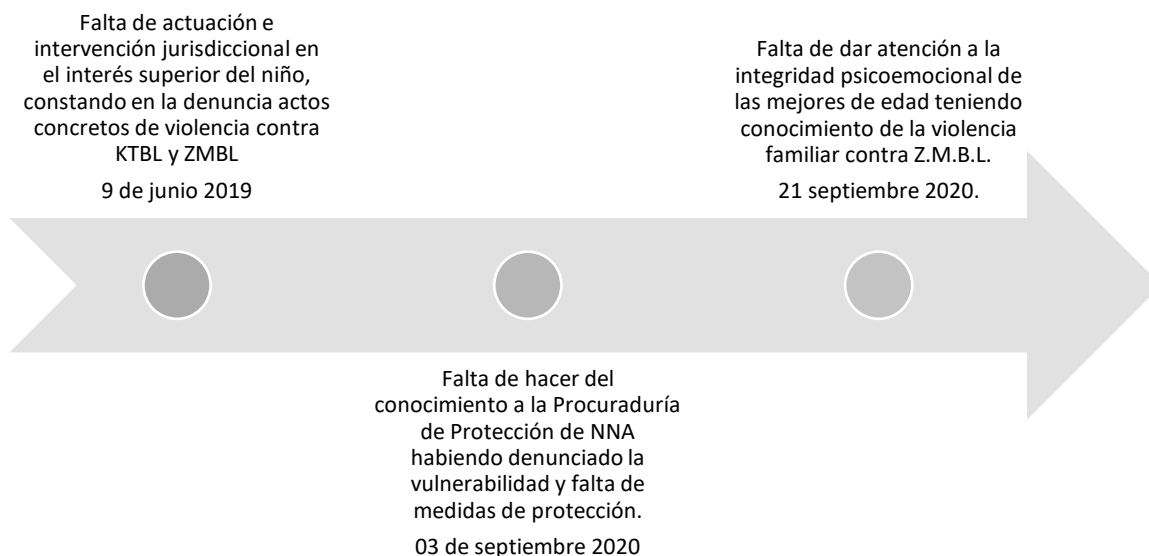 Falta de actuación e
intervención jurisdiccional en
el interés superior del niño,
constando en la denuncia actos
concretos de violencia contra
KTBL y ZMBL
9 de junio 2019
Falta de hacer del
conocimiento a la Procuraduría
de Protección de NNA
habiendo denunciado la
vulnerabilidad y falta de
medidas de protección.
03 de septiembre 2020
Falta de dar atención a la
integridad psicoemocional de
las mejores de edad teniendo
conocimiento de la violencia
familiar contra Z.M.B.L.
21 septiembre 2020.